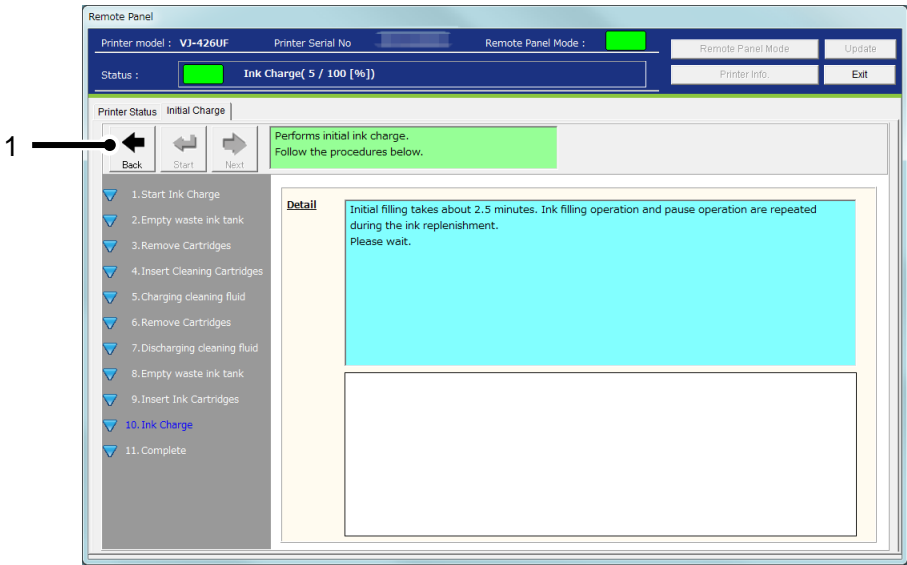 Remote Panel
Printer model : VJ-426UF Printer Serial No Remote Panel Mode :
Remote Panel Mode Update
Status : Ink Charge( 5 / 100 [%])
Printer Info. Exit
Printer Status Initial Charge
1
Back Start Next
Performs initial ink charge.
Follow the procedures below.
1.Start Ink Charge
2.Empty waste ink tank
3.Remove Cartridges
4.Insert Cleaning Cartridges
5.Charging cleaning fluid
6.Remove Cartridges
7.Discharging cleaning fluid
8.Empty waste ink tank
9.Insert Ink Cartridges
10.Ink Charge
11.Complete
Detail
Initial filling takes about 2.5 minutes. Ink filling operation and pause operation are repeated
during the ink replenishment.
Please wait.